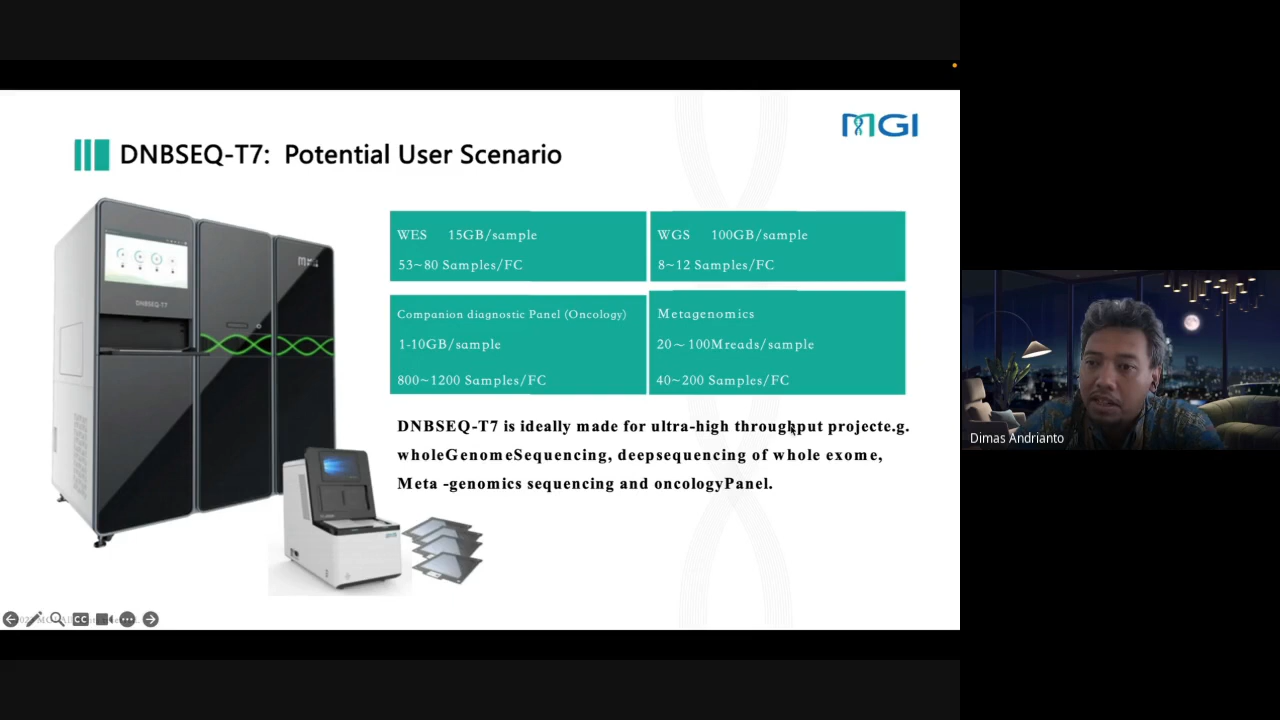 MGI
DNBSEQ-T7: Potential User Scenario
WES 15GB/sample
53~80 Samples/FC
WGS 100GB/sample
8~12 Samples/FC
Companion diagnostic Panel (Oncology)
1-10GB/sample
800~1200 Samples/FC
Metagenomics
20~100Mreads/sample
40~200 Samples/FC
DNBSEQ-T7 is ideally made for ultra-high throughput projecte.g.
wholeGenomeSequencing, deepsequencing of whole exome,
Meta -genomics sequencing and oncologyPanel.
DNBSEQ-T7
CC
Dimas Andrianto